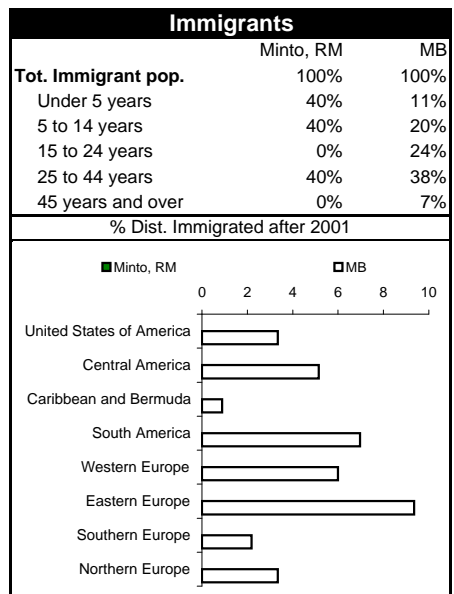 Immigrants
Minto, RM MB
Tot. Immigrant pop. 100% 100%
Under 5 years 40% 11%
5 to 14 years 40% 20%
15 to 24 years 0% 24%
25 to 44 years 40% 38%
45 years and over 0% 7%
% Dist. Immigrated after 2001
Minto, RM MB
0 2 4 6 8 10
United States of America
Central America
Caribbean and Bermuda
South America
Western Europe
Eastern Europe
Southern Europe
Northern Europe